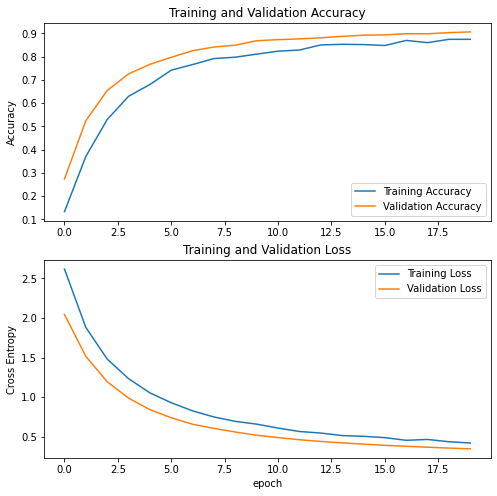 Training and Validation Accuracy
Accuracy
0.9
0.8
0.7
0.6
0.5
0.4
0.3
0.2
0.1
Training Accuracy
Validation Accuracy
0.0 2.5 5.0 7.5 10.0 12.5 15.0 17.5
Training and Validation Loss
Cross Entropy
2.5
2.0
1.5
1.0
0.5
Training Loss
Validation Loss
0.0 2.5 5.0 7.5 10.0 12.5 15.0 17.5
epoch